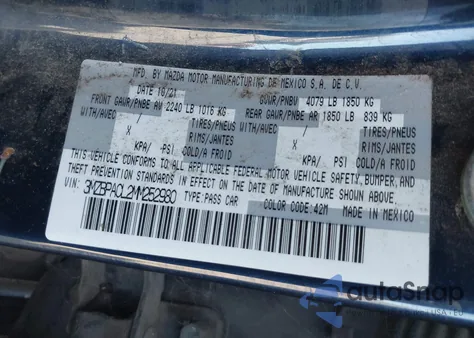 MFD. BY MAZDA MOTOR MANUFACTURING DE MEXICO S.A. DE C.V.
DATE 10/21 GVWR/PNBV 4079 LB 1850 KG
FRONT GAWR/PNBE AV 2240 LB 1016 KG REAR GAWR/PNBE AR 1850 LB 839 KG
WITH/AVEC / TIRES/PNEUS WITH/AVEC / TIRES/PNEUS
X RIMS/JANTES X RIMS/JANTES
KPA/ PSI COLD/A FROID KPA/ PSI COLD/A FROID
THIS VEHICLE CONFORMS TO ALL APPLICABLE FEDERAL MOTOR VEHICLE SAFETY, BUMPER, AND
THEFT PREVENTION STANDARDS IN EFFECT ON THE DATE OF MANUFACTURE SHOWN ABOVE.
VIN: 3MZBPACL2MM252980 TYPE: PASS CAR
COLOR CODE: 42M MADE IN MEXICO
autoSnap